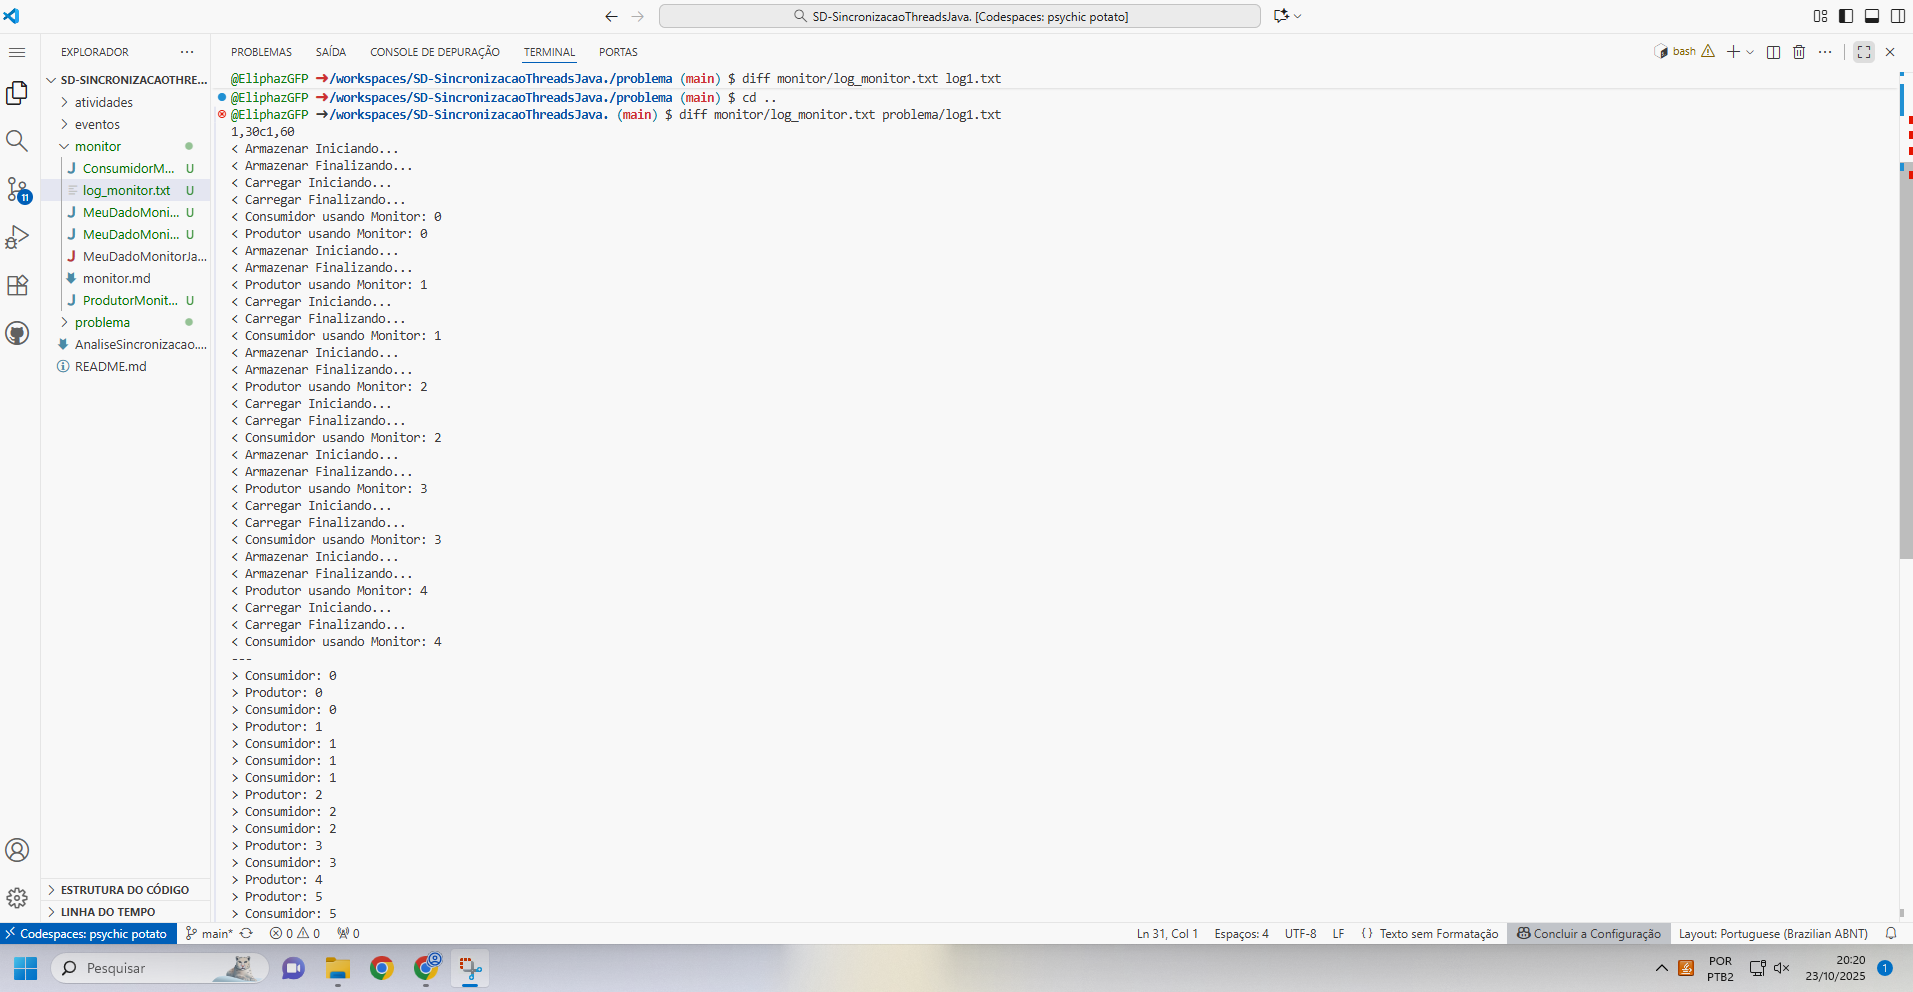 SD-SincronizacaoThreadsJava. [Codespaces: psychic potato]
EXPLORADOR ...
PROBLEMAS SAÍDA CONSOLE DE DEPURAÇÃO TERMINAL PORTAS
bash
SD-SINCRONIZACAOTHRE...
atividades
eventos
monitor
ConsumidorM... U
log_monitor.txt U
MeuDadoMoni... U
MeuDadoMoni... U
MeuDadoMonitorJa...
monitor.md
ProdutorMonit... U
problema
AnaliseSincronizacao....
README.md
11
ESTRUTURA DO CÓDIGO
LINHA DO TEMPO
@EliphazGFP ➜/workspaces/SD-SincronizacaoThreadsJava./problema (main) $ diff monitor/log_monitor.txt log1.txt
@EliphazGFP ➜/workspaces/SD-SincronizacaoThreadsJava./problema (main) $ cd ..
@EliphazGFP ➜/workspaces/SD-SincronizacaoThreadsJava. (main) $ diff monitor/log_monitor.txt problema/log1.txt
1,30c1,60
< Armazenar Iniciando...
< Armazenar Finalizando...
< Carregar Iniciando...
< Carregar Finalizando...
< Consumidor usando Monitor: 0
< Produtor usando Monitor: 0
< Armazenar Iniciando...
< Armazenar Finalizando...
< Produtor usando Monitor: 1
< Carregar Iniciando...
< Carregar Finalizando...
< Consumidor usando Monitor: 1
< Armazenar Iniciando...
< Armazenar Finalizando...
< Produtor usando Monitor: 2
< Carregar Iniciando...
< Carregar Finalizando...
< Consumidor usando Monitor: 2
< Armazenar Iniciando...
< Armazenar Finalizando...
< Produtor usando Monitor: 3
< Carregar Iniciando...
< Carregar Finalizando...
< Consumidor usando Monitor: 3
< Armazenar Iniciando...
< Armazenar Finalizando...
< Produtor usando Monitor: 4
< Carregar Iniciando...
< Carregar Finalizando...
< Consumidor usando Monitor: 4
---
> Consumidor: 0
> Produtor: 0
> Consumidor: 0
> Produtor: 1
> Consumidor: 1
> Consumidor: 1
> Consumidor: 1
> Produtor: 2
> Consumidor: 2
> Consumidor: 2
> Produtor: 3
> Consumidor: 3
> Produtor: 4
> Produtor: 5
> Consumidor: 5
Codespaces: psychic potato main* 0 0 0 Ln 31, Col 1 Espaços: 4 UTF-8 LF {} Texto sem Formatação Concluir a Configuração Layout: Portuguese (Brazilian ABNT)
Pesquisar
POR
PTB2
20:20
23/10/2025
1